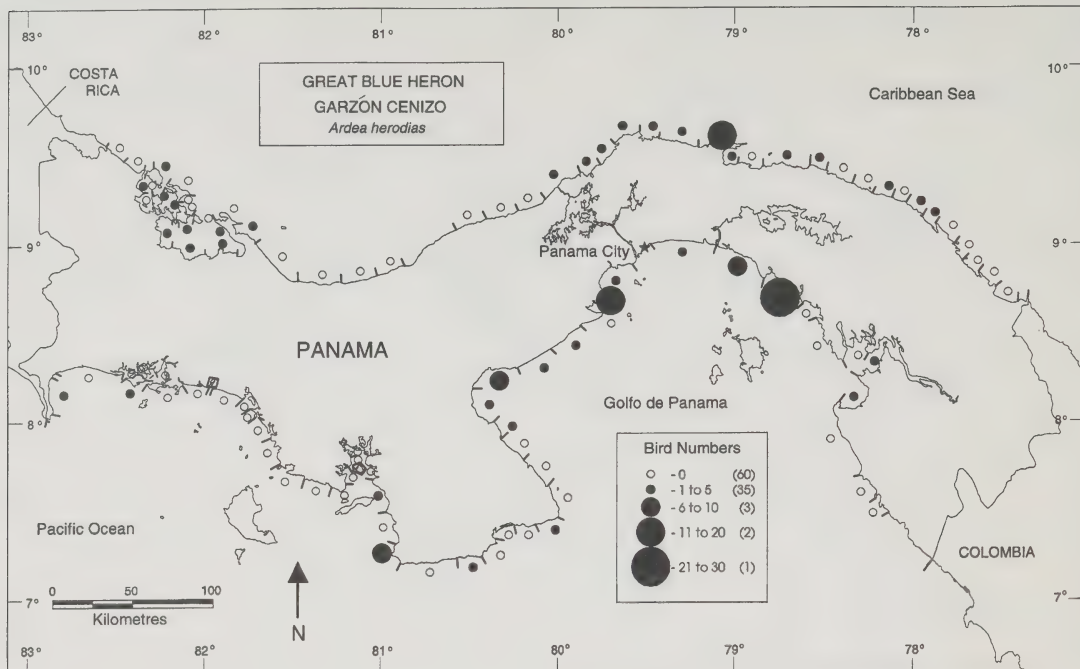 83° 82° 81° 80° 79° 78°
10° 10°
COSTA
RICA
GREAT BLUE HERON
GARZÓN CENIZO
Ardea herodias
Caribbean Sea
9° 9°
Panama City
PANAMA
Golfo de Panama
8° 8°
Bird Numbers
- 0 (60)
- 1 to 5 (35)
- 6 to 10 (3)
- 11 to 20 (2)
- 21 to 30 (1)
Pacific Ocean
COLOMBIA
0 50 100
Kilometres
N
7° 7°
83° 82° 81° 80° 79° 78°